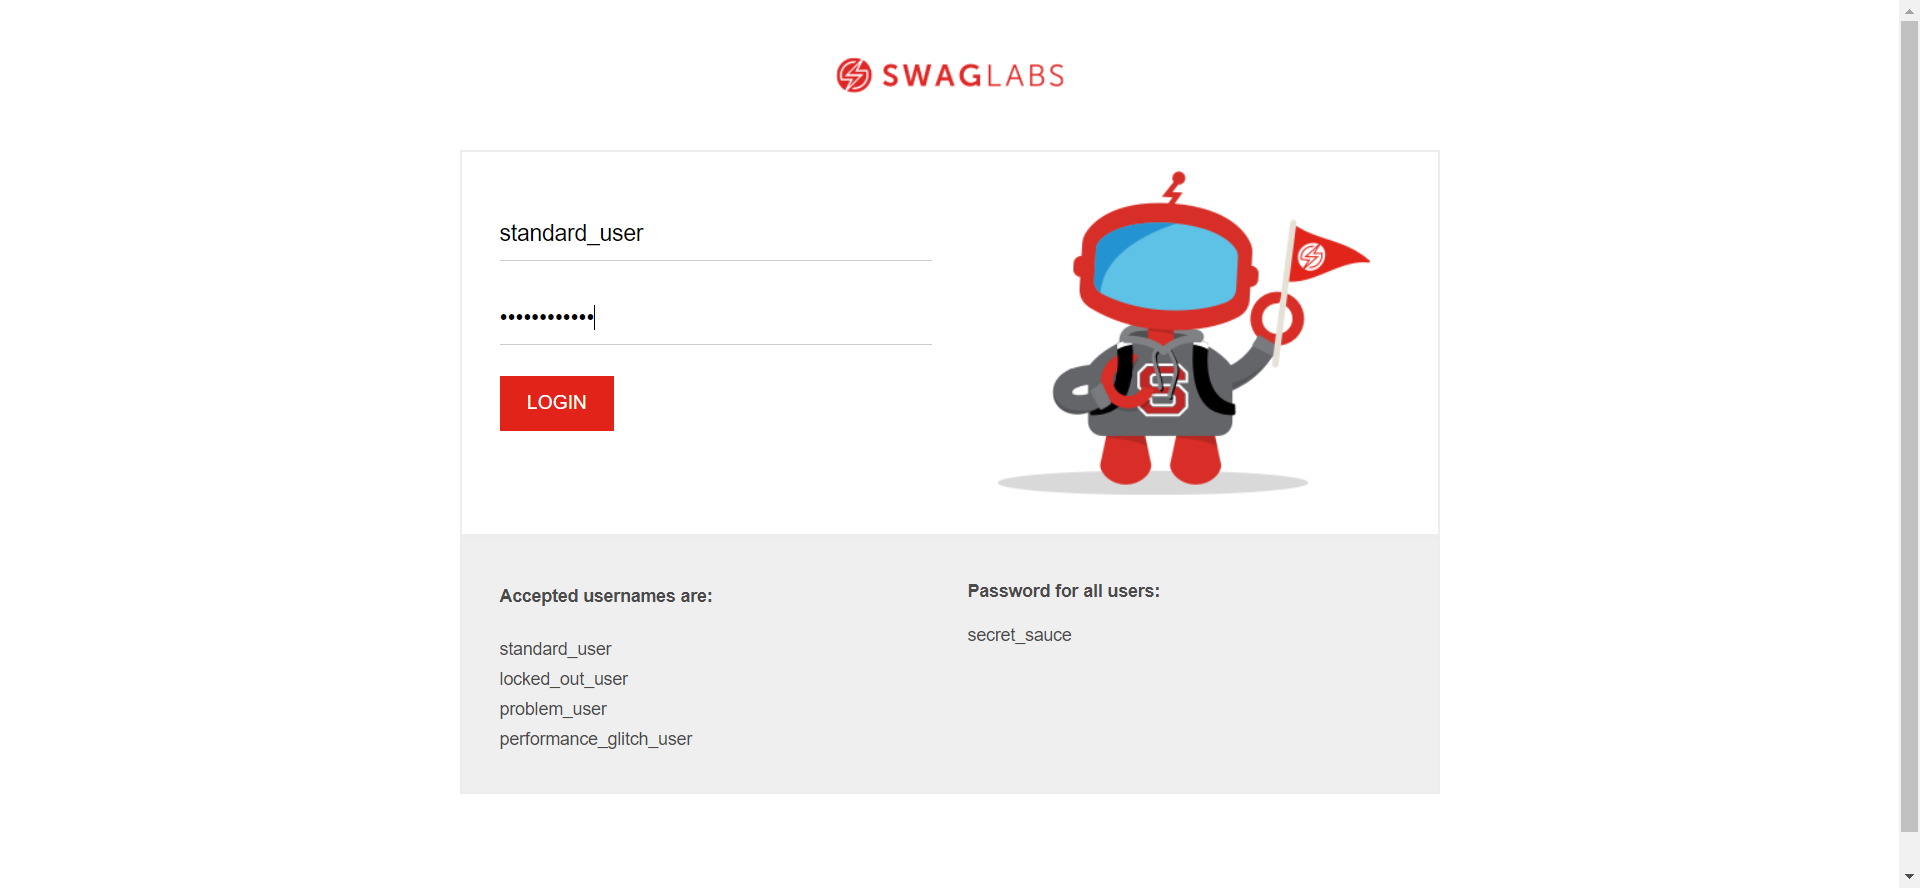 SWAGLABS
standard_user
••••••••••••
LOGIN
S
Accepted usernames are:
standard_user
locked_out_user
problem_user
performance_glitch_user
Password for all users:
secret_sauce